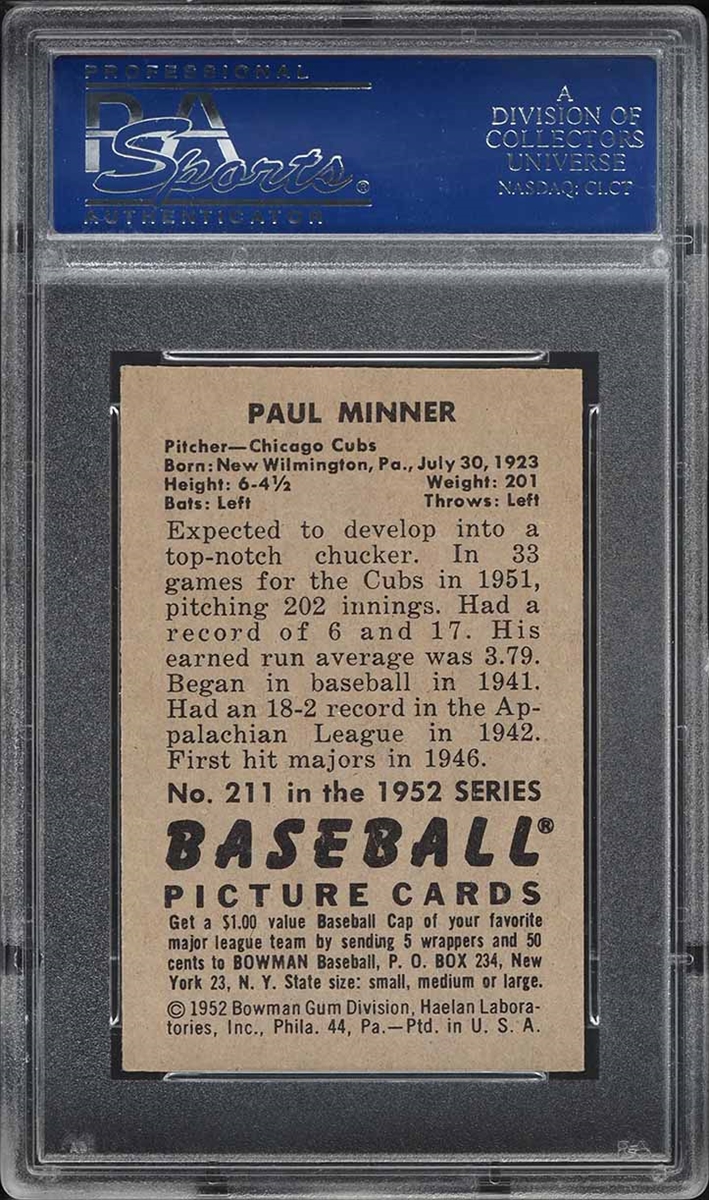 PROFESSIONAL
PSA
Sports®
AUTHENTICATOR
A
DIVISION OF
COLLECTORS
UNIVERSE
NASDAQ: CLCT
PAUL MINNER
Pitcher—Chicago Cubs
Born: New Wilmington, Pa., July 30, 1923
Height: 6-4½ Weight: 201
Bats: Left Throws: Left
Expected to develop into a
top-notch chucker. In 33
games for the Cubs in 1951,
pitching 202 innings. Had a
record of 6 and 17. His
earned run average was 3.79.
Began in baseball in 1941.
Had an 18-2 record in the Ap-
palachian League in 1942.
First hit majors in 1946.
No. 211 in the 1952 SERIES
BASEBALL®
PICTURE CARDS
Get a $1.00 value Baseball Cap of your favorite
major league team by sending 5 wrappers and 50
cents to BOWMAN Baseball, P. O. BOX 234, New
York 23, N. Y. State size: small, medium or large.
© 1952 Bowman Gum Division, Haelan Labora-
tories, Inc., Phila. 44, Pa.—Ptd. in U. S. A.
PSA